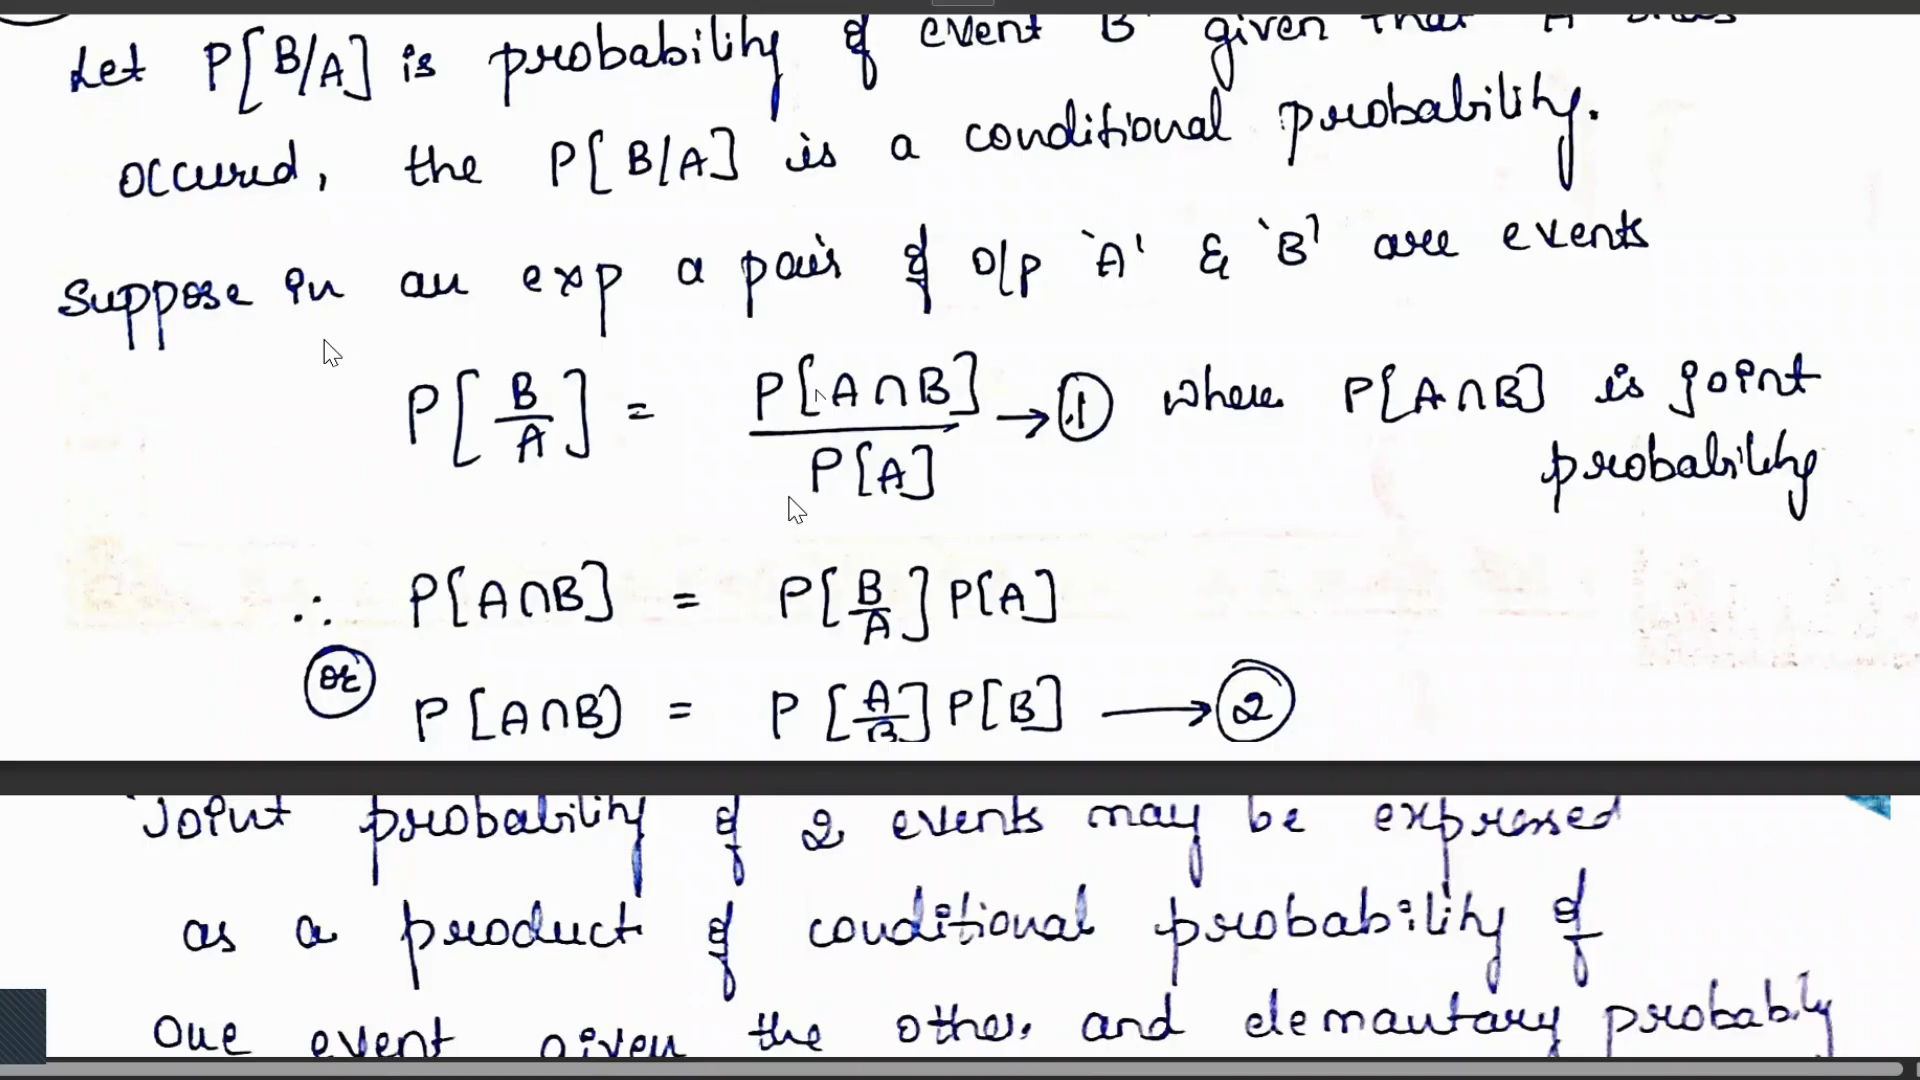 Let P[B/A] is probability of event 'B' given that 'A' has
occured, the P[B/A] is a conditional probability.
Suppose in an exp a pair of o/p 'A' & 'B' are events
P[B/A] = P[A∩B] / P[A] → ① where P[A∩B] is joint
probability
∴ P[A∩B] = P[B/A] P[A]
or
P[A∩B) = P[A/B] P[B] → ②
Joint probability of 2 events may be expressed
as a product of conditional probability of
One event given the other, and elemantary probably